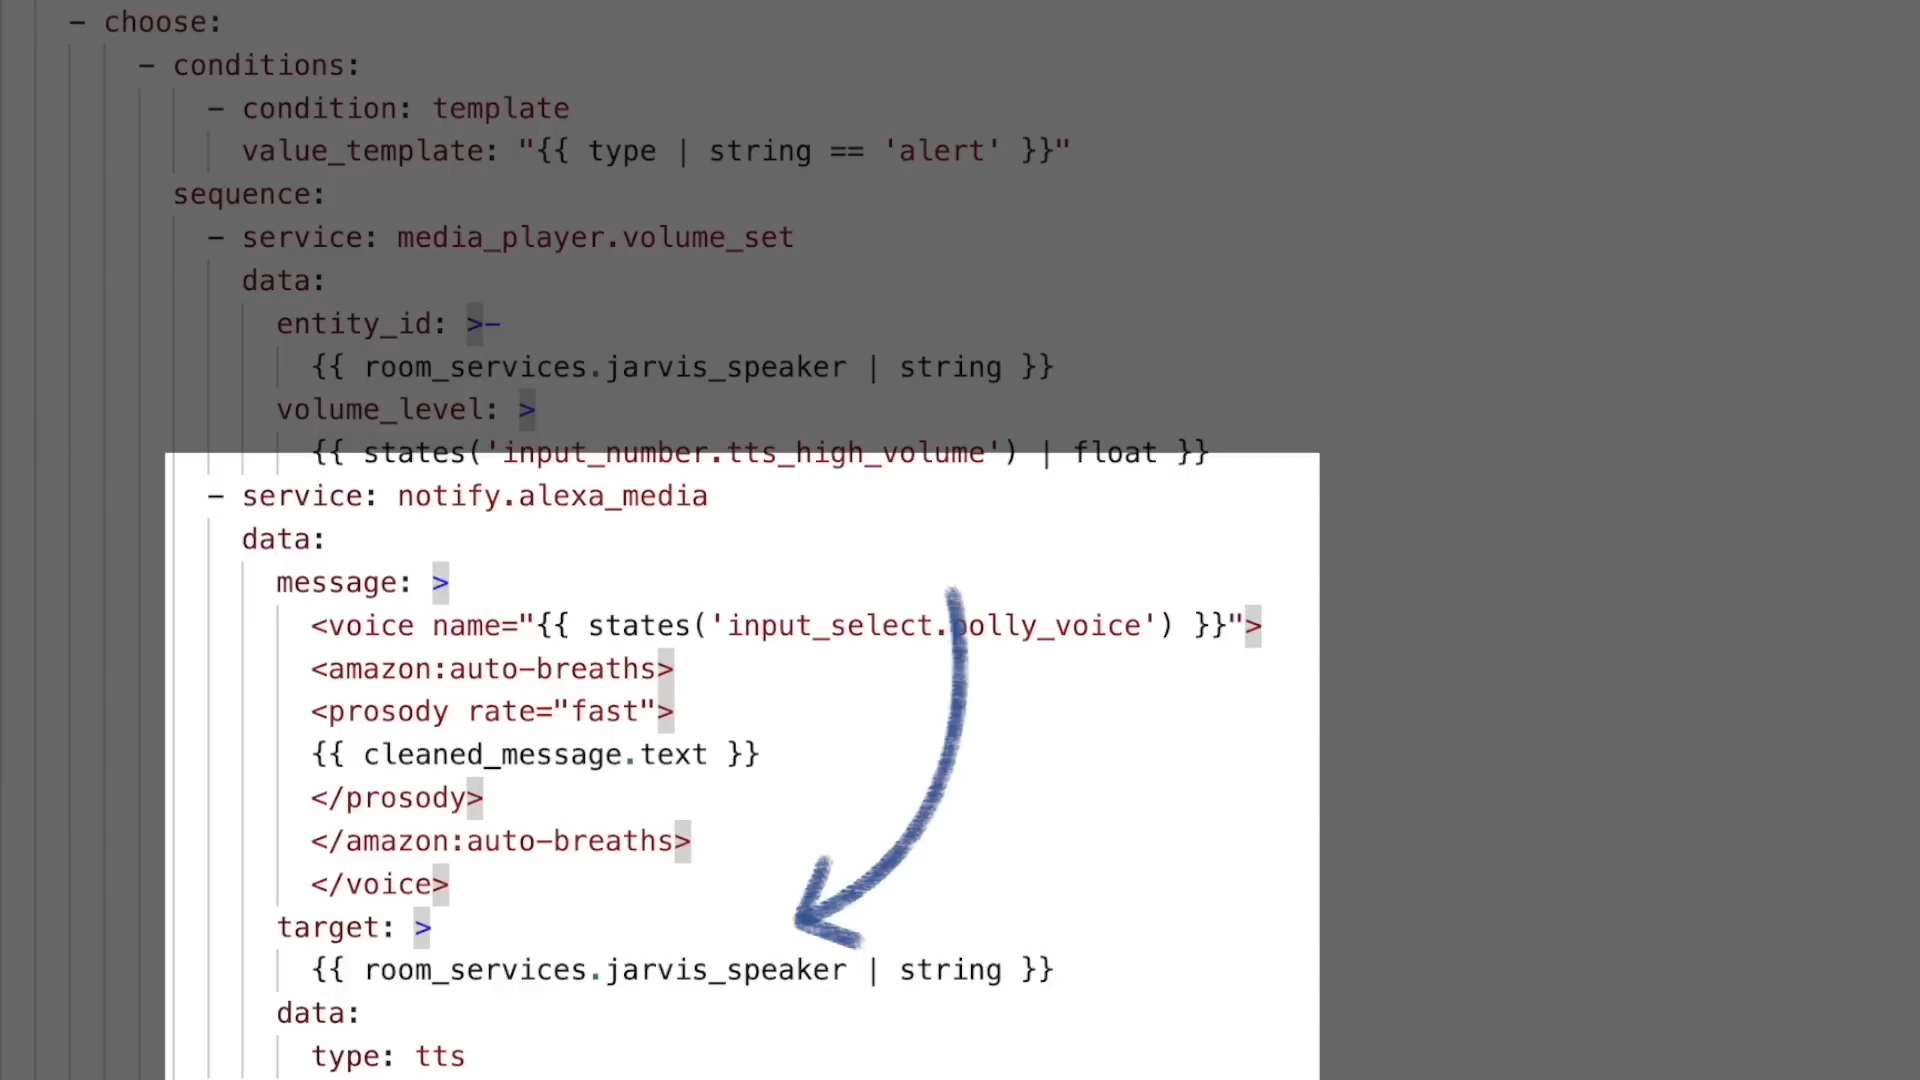 - choose:
- conditions:
- condition: template
value_template: "{{ type | string == 'alert' }}"
sequence:
- service: media_player.volume_set
data:
entity_id: >-
{{ room_services.jarvis_speaker | string }}
volume_level: >
{{ states('input_number.tts_high_volume') | float }}
- service: notify.alexa_media
data:
message: >
<voice name="{{ states('input_select.polly_voice') }}">
<amazon:auto-breaths>
<prosody rate="fast">
{{ cleaned_message.text }}
</prosody>
</amazon:auto-breaths>
</voice>
target: >
{{ room_services.jarvis_speaker | string }}
data:
type: tts